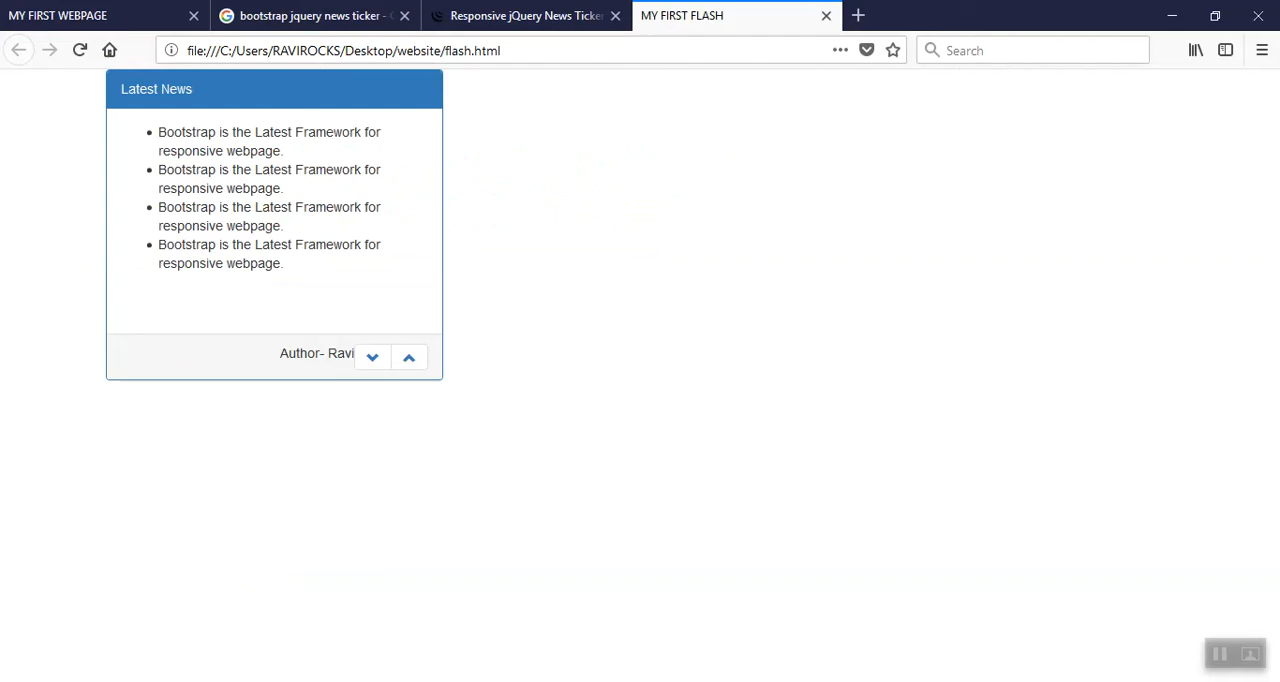 MY FIRST WEBPAGE
bootstrap jquery news ticker -
Responsive jQuery News Ticker
MY FIRST FLASH
file:///C:/Users/RAVIROCKS/Desktop/website/flash.html
Search
Latest News
• Bootstrap is the Latest Framework for
responsive webpage.
• Bootstrap is the Latest Framework for
responsive webpage.
• Bootstrap is the Latest Framework for
responsive webpage.
• Bootstrap is the Latest Framework for
responsive webpage.
Author- Ravi